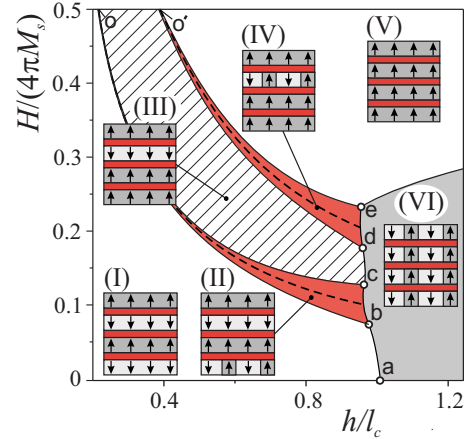 0.5
o
o'
(IV)
(V)
0.4
H/(4πM_s)
(III)
0.3
e
(VI)
d
0.2
c
(I)
(II)
0.1
b
a
0
0.4
0.8
1.2
h/l_c